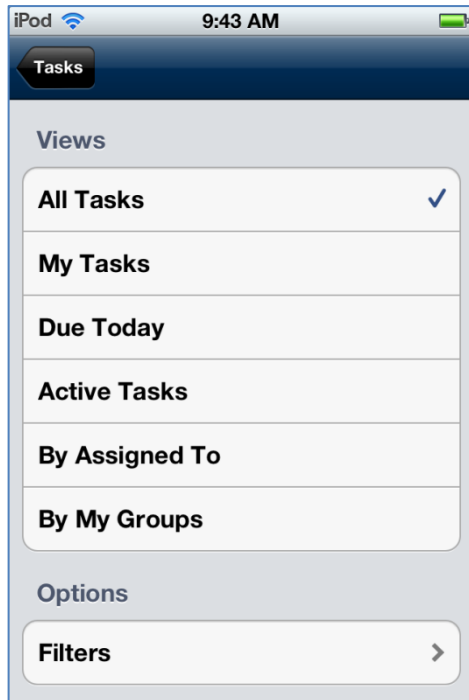 iPod 9:43 AM
Tasks
Views
All Tasks
My Tasks
Due Today
Active Tasks
By Assigned To
By My Groups
Options
Filters